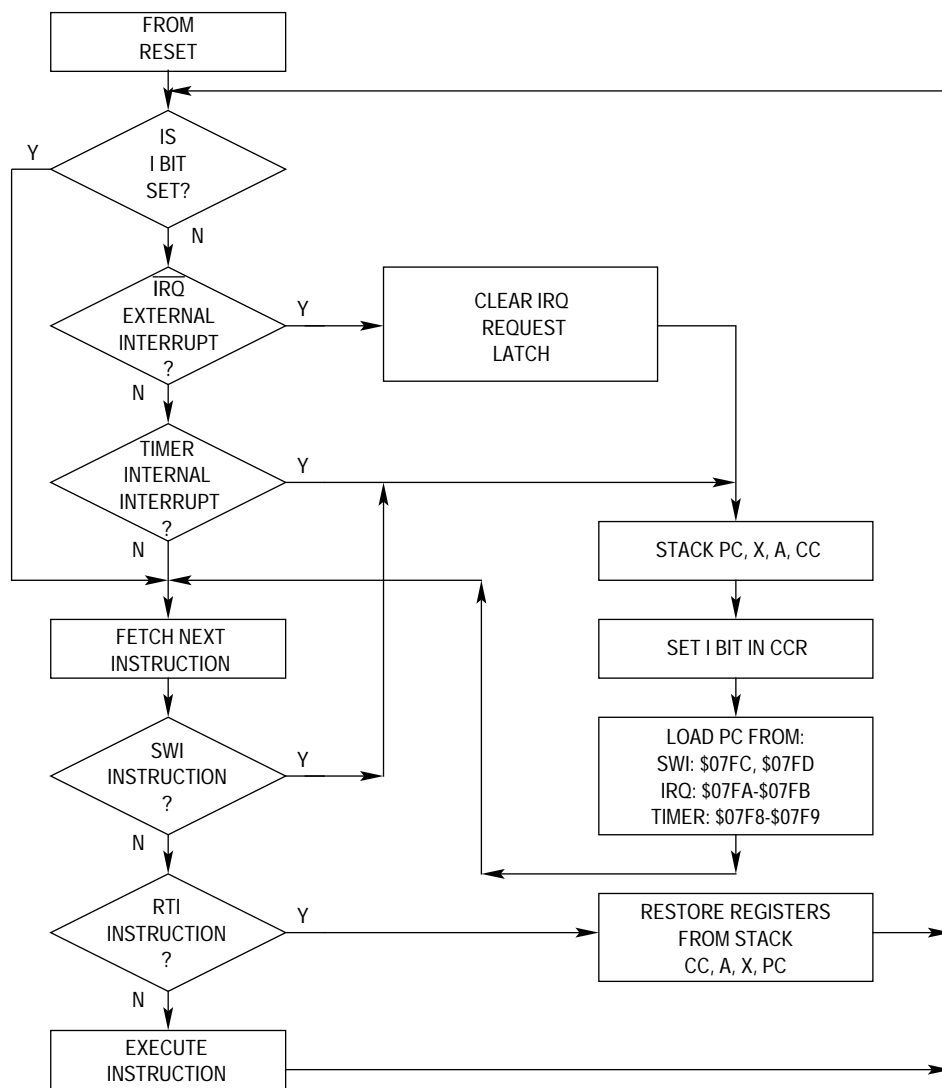 FROM
RESET
IS
I BIT
SET?
Y
N
IRQ
EXTERNAL
INTERRUPT
?
Y
N
CLEAR IRQ
REQUEST
LATCH
TIMER
INTERNAL
INTERRUPT
?
Y
N
STACK PC, X, A, CC
FETCH NEXT
INSTRUCTION
SET I BIT IN CCR
SWI
INSTRUCTION
?
Y
N
LOAD PC FROM:
SWI: $07FC, $07FD
IRQ: $07FA-$07FB
TIMER: $07F8-$07F9
RTI
INSTRUCTION
?
Y
N
RESTORE REGISTERS
FROM STACK
CC, A, X, PC
EXECUTE
INSTRUCTION